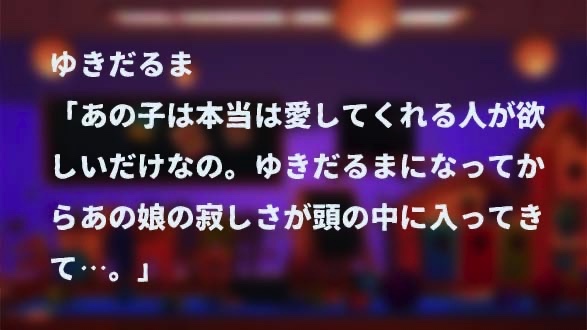 ゆきだるま
「あの子は本当は愛してくれる人が欲
しいだけなの。ゆきだるまになってか
らあの娘の寂しさが頭の中に入ってき
て…。」